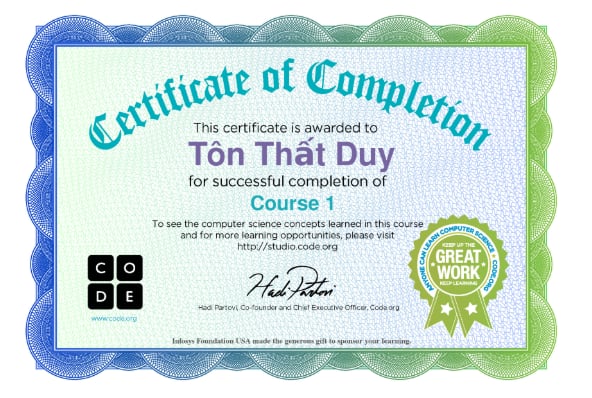 Certificate of Completion
This certificate is awarded to
Tôn Thất Duy
for successful completion of
Course 1
To see the computer science concepts learned in this course
and for more learning opportunities, please visit
http://studio.code.org
C O
D E
www.code.org
Hadi Partovi
Hadi Partovi, Co-founder and Chief Executive Officer, Code.org
ANYONE CAN LEARN COMPUTER SCIENCE • CODE.ORG
KEEP UP THE
GREAT
WORK
KEEP LEARNING
Infosys Foundation USA made the generous gift to sponsor your learning.